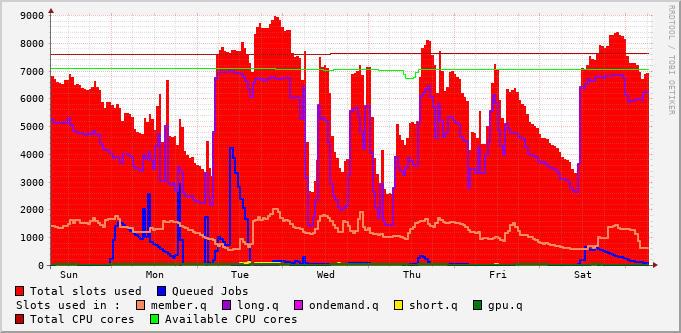 RRDTOOL / TOBI OETIKER
9000
8000
7000
6000
5000
4000
3000
2000
1000
0
Sun Mon Tue Wed Thu Fri Sat
Total slots used Queued Jobs
Slots used in : member.q long.q ondemand.q short.q gpu.q
Total CPU cores Available CPU cores